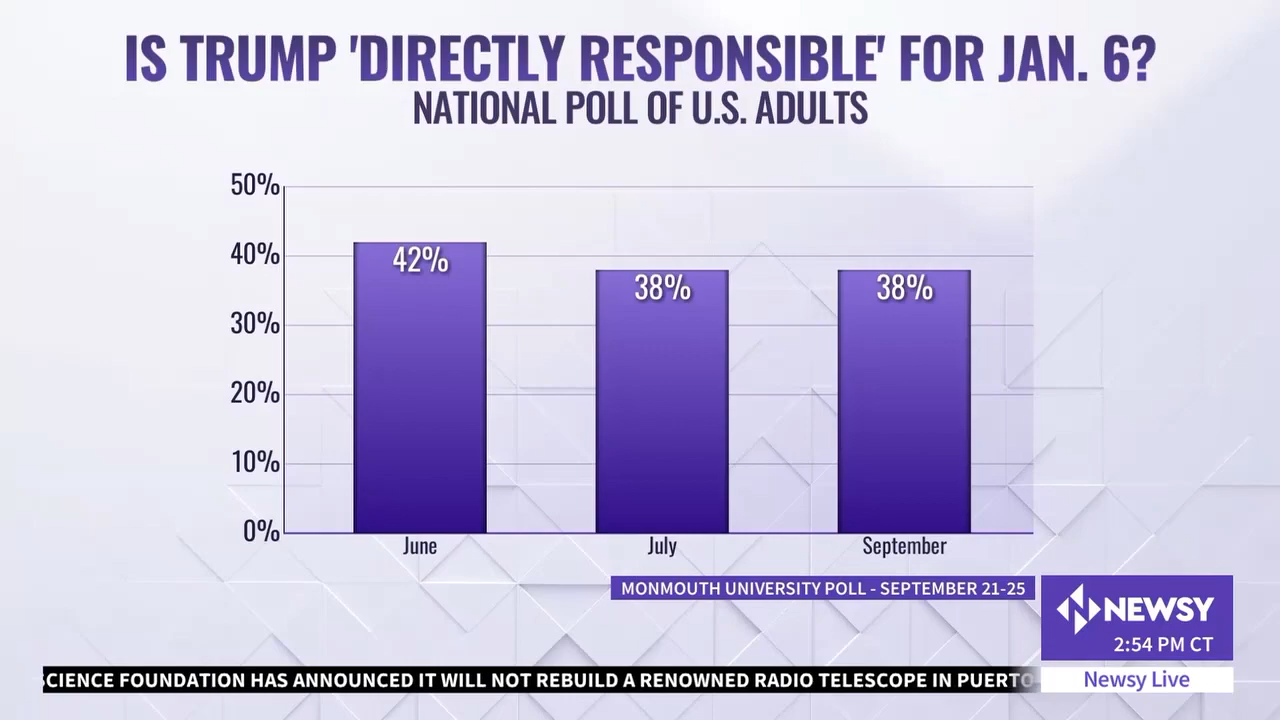 IS TRUMP 'DIRECTLY RESPONSIBLE' FOR JAN. 6?
NATIONAL POLL OF U.S. ADULTS
50%
40%
30%
20%
10%
0%
42%
38%
38%
June
July
September
MONMOUTH UNIVERSITY POLL - SEPTEMBER 21-25
NEWSY
2:54 PM CT
SCIENCE FOUNDATION HAS ANNOUNCED IT WILL NOT REBUILD A RENOWNED RADIO TELESCOPE IN PUERTO
Newsy Live